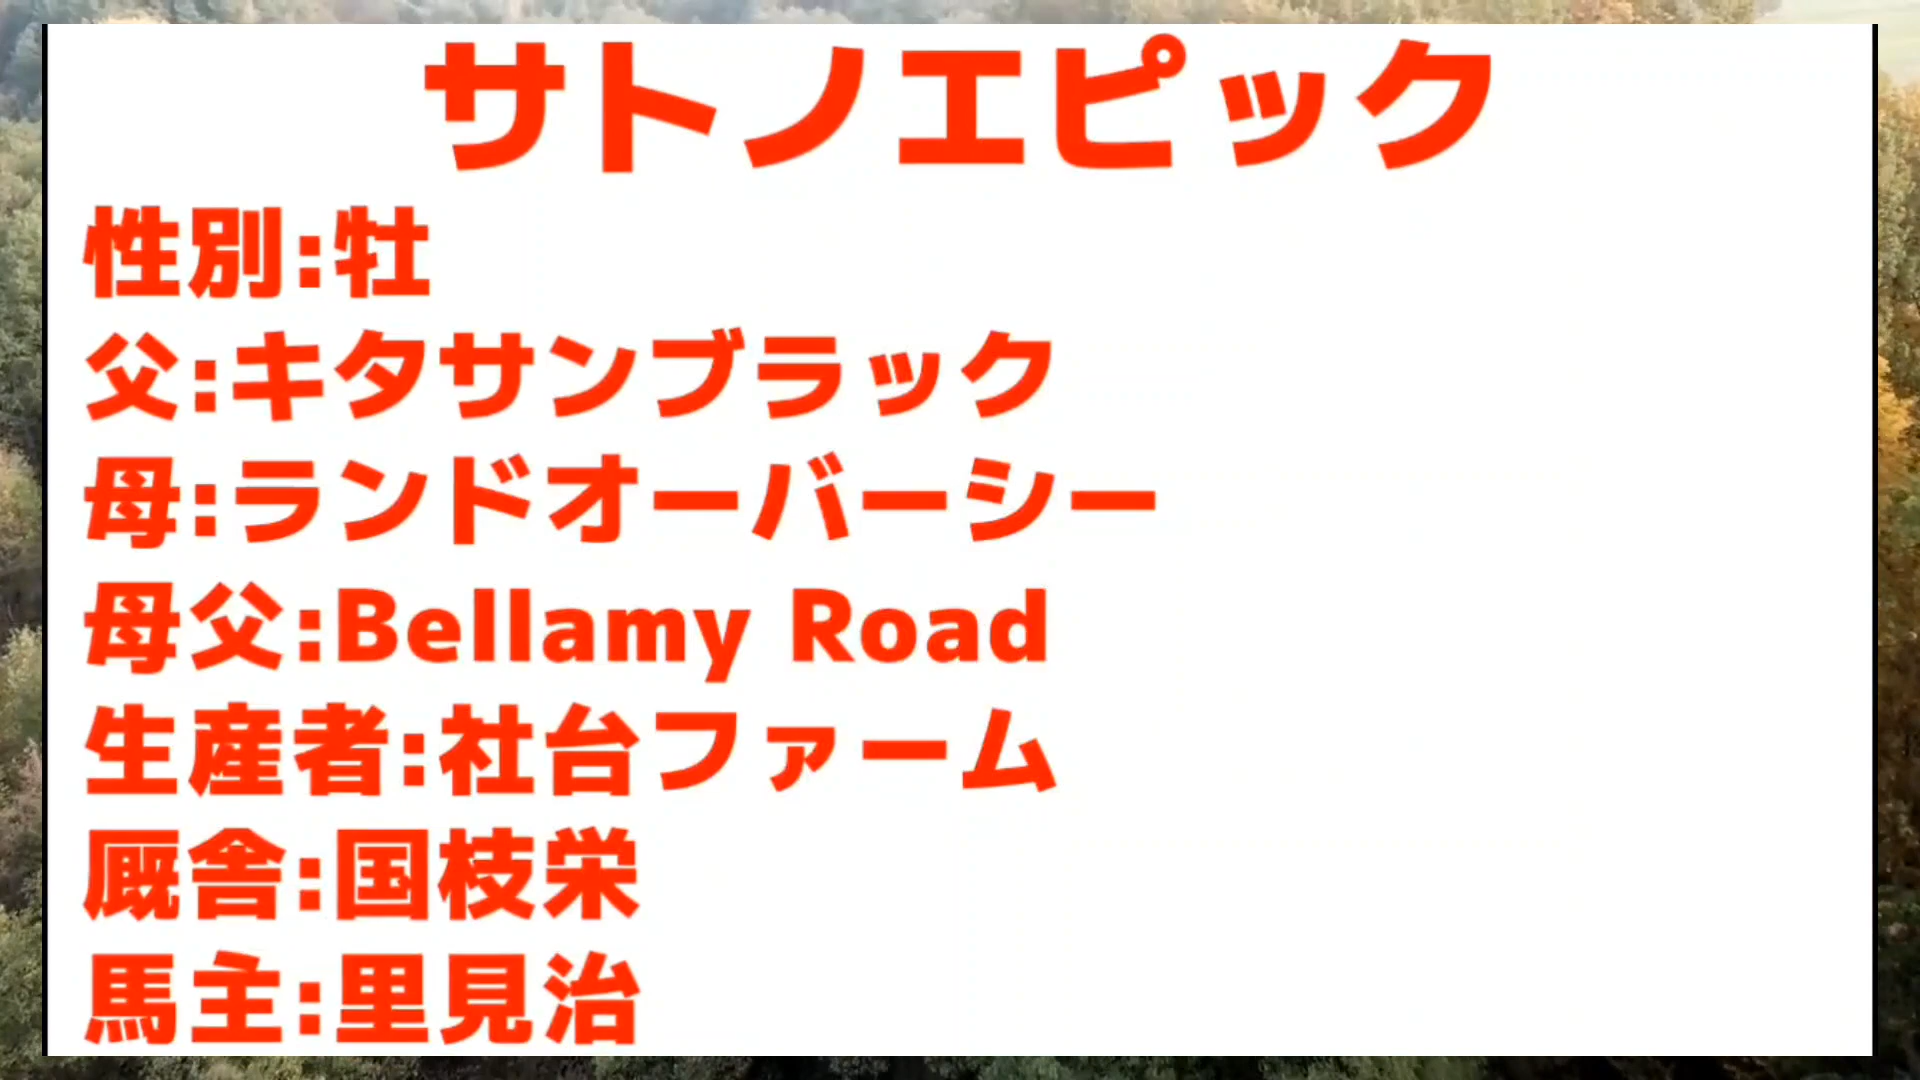 サトノエピック
性別:牡
父:キタサンブラック
母:ランドオーバーシー
母父:Bellamy Road
生産者:社台ファーム
厩舎:国枝栄
馬主:里見治